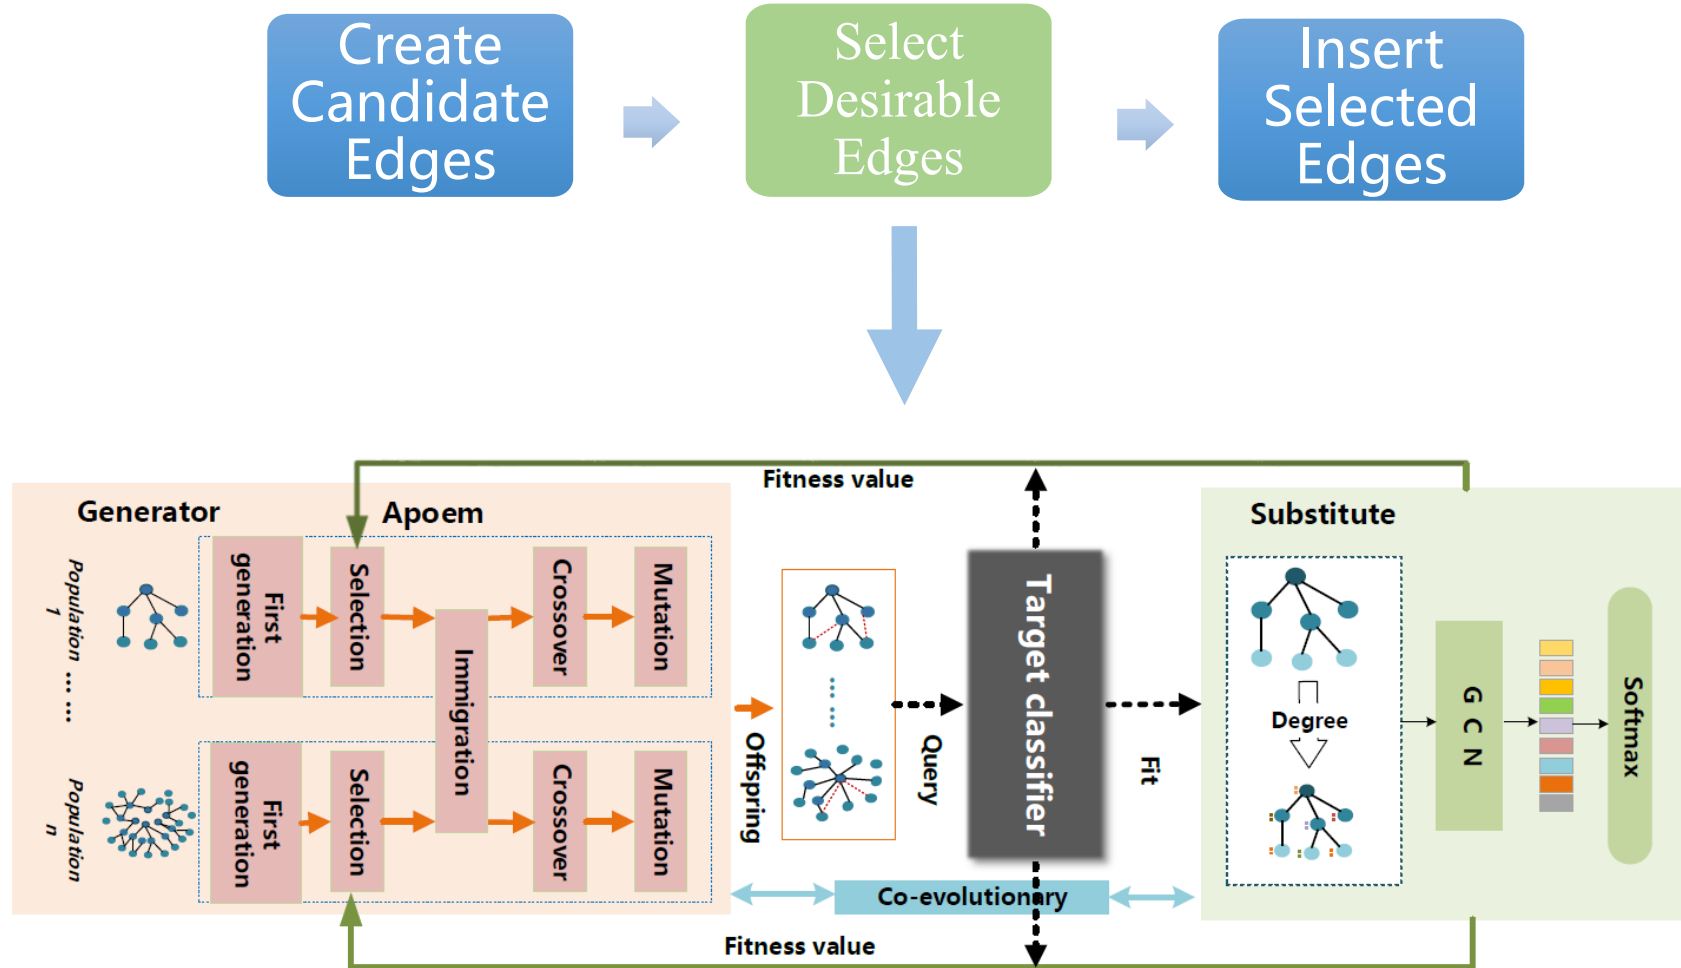 Create
Candidate
Edges
Select
Desirable
Edges
Insert
Selected
Edges
Fitness value
Generator
Apoem
Substitute
Population
1
... ...
Population
n
First
generation
Selection
Immigration
Crossover
Mutation
First
generation
Selection
Crossover
Mutation
Offspring
... ...
Query
Target classifier
Fit
Degree
G C N
Softmax
Co-evolutionary
Fitness value